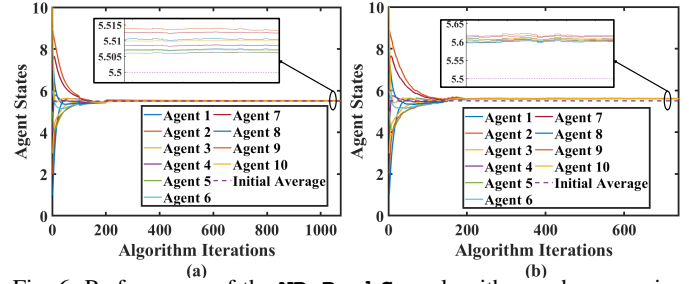 10
8
6
4
2
0
Agent States
5.515
5.51
5.505
5.5
Agent 1 Agent 7
Agent 2 Agent 8
Agent 3 Agent 9
Agent 4 Agent 10
Agent 5 Initial Average
Agent 6
0 200 400 600 800 1000
Algorithm Iterations
(a)
10
8
6
4
2
0
Agent States
5.65
5.6
5.55
5.5
Agent 1 Agent 7
Agent 2 Agent 8
Agent 3 Agent 9
Agent 4 Agent 10
Agent 5 Initial Average
Agent 6
0 200 400 600
Algorithm Iterations
(b)